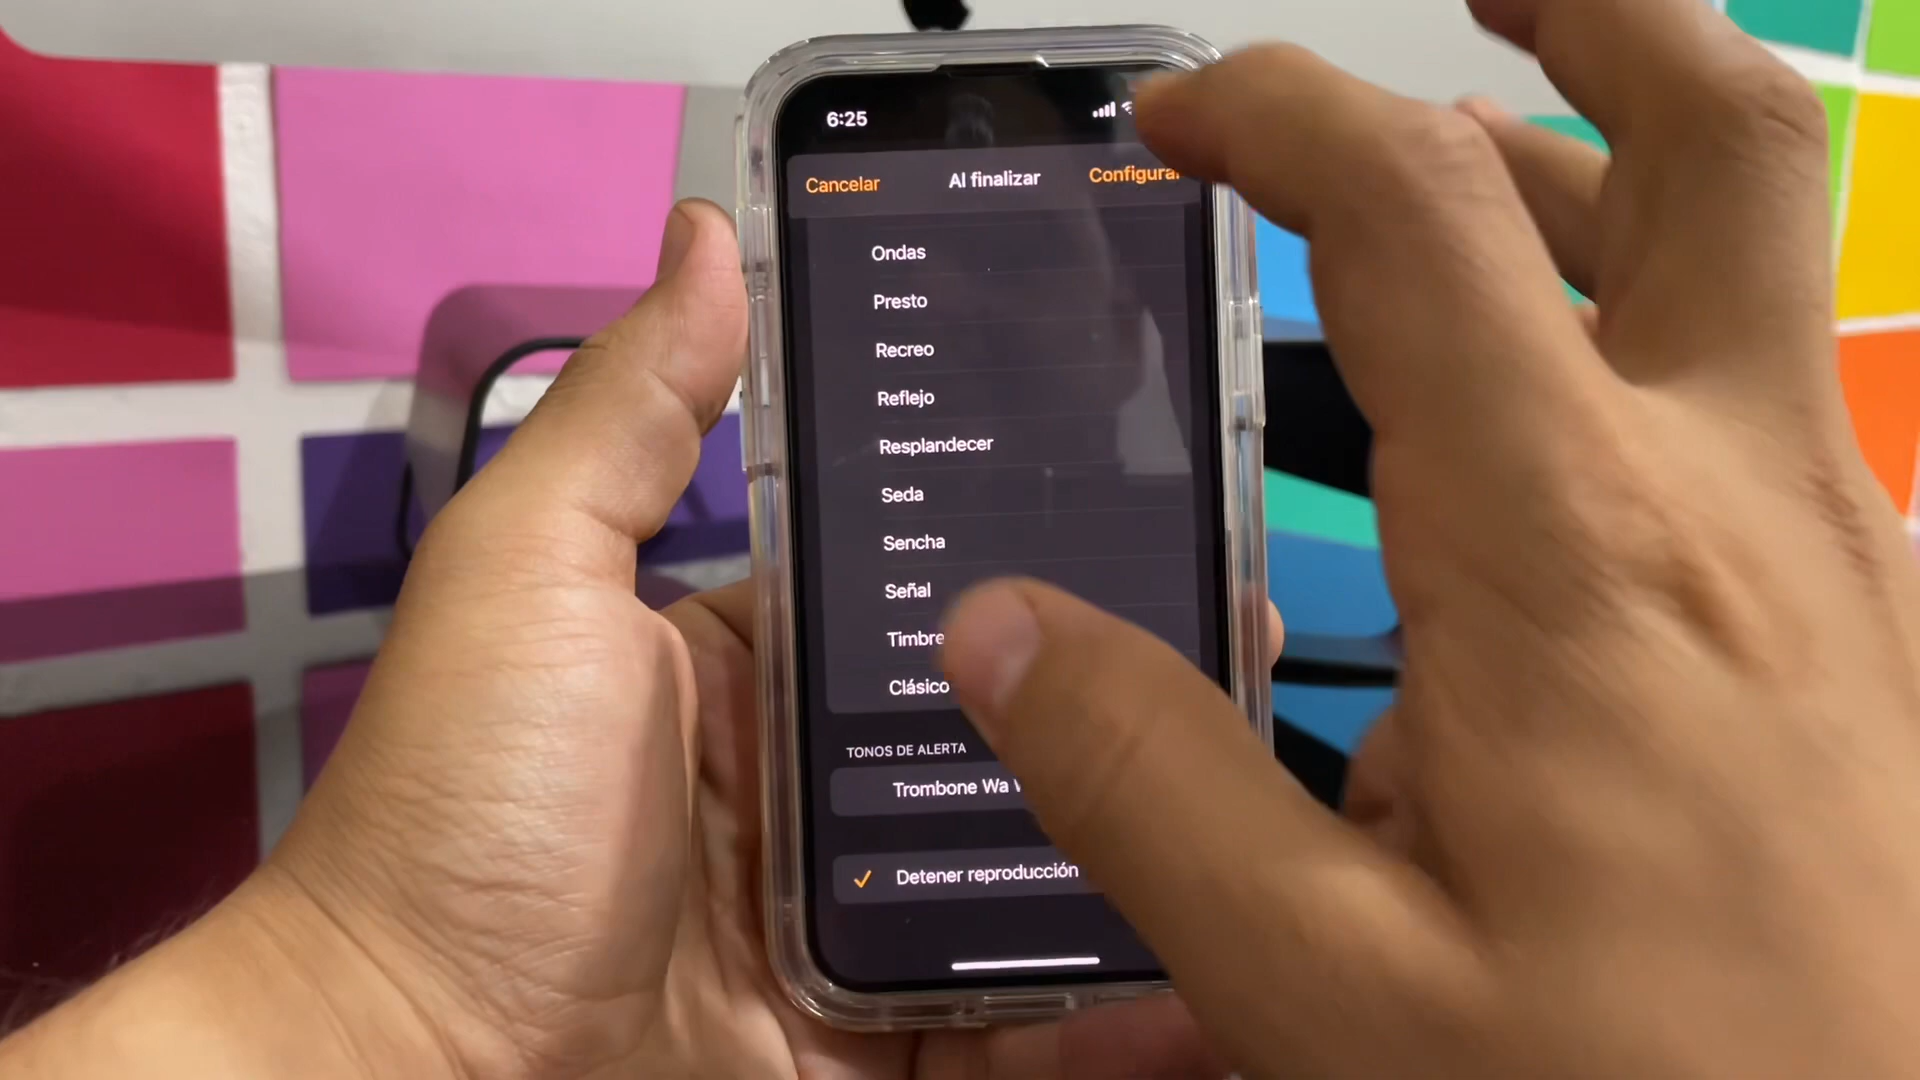 6:25
Cancelar Al finalizar Configurar
Ondas
Presto
Recreo
Reflejo
Resplandecer
Seda
Sencha
Señal
Timbre
Clásico
TONOS DE ALERTA
Trombone Wa
Detener reproducción